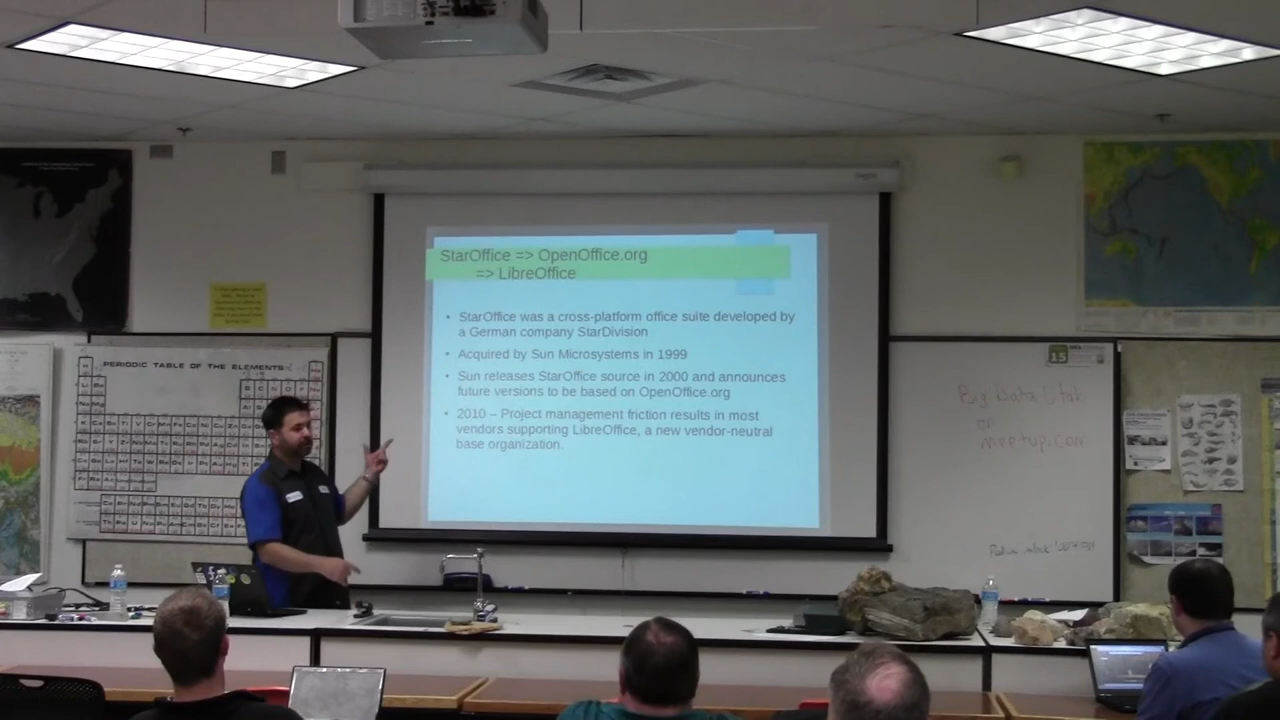 StarOffice => OpenOffice.org
=> LibreOffice
• StarOffice was a cross-platform office suite developed by
a German company StarDivision
• Acquired by Sun Microsystems in 1999
• Sun releases StarOffice source in 2000 and announces
future versions to be based on OpenOffice.org
• 2010 – Project management friction results in most
vendors supporting LibreOffice, a new vendor-neutral
base organization.
PERIODIC TABLE OF THE ELEMENTS
15
Big Data Utah
on
meetup.com